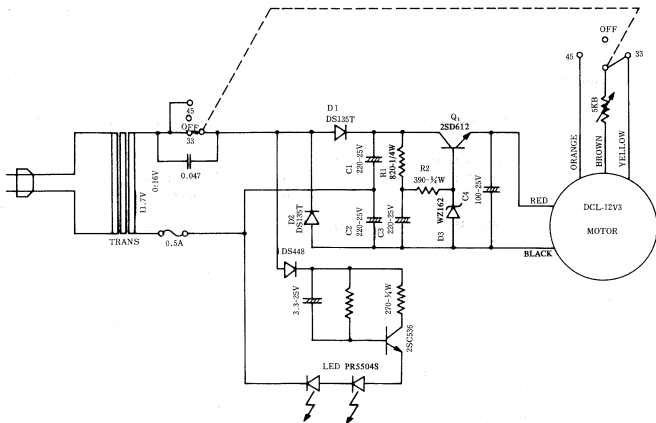 OFF
45
33
5KB
45
OFF
33
D1
DS135T
Q₁
2SD612
0.047
0.16V
11.7V
TRANS
0.5A
C1
220-25V
R1
820-1/4W
R2
390-¼W
C4
100-25V
D2
DS135T
C2
220-25V
C3
220-25V
D3
WZ162
ORANGE
BROWN
YELLOW
RED
BLACK
DCL-12V3
MOTOR
DS448
3.3-25V
270-¼W
2SC536
LED PR5504S